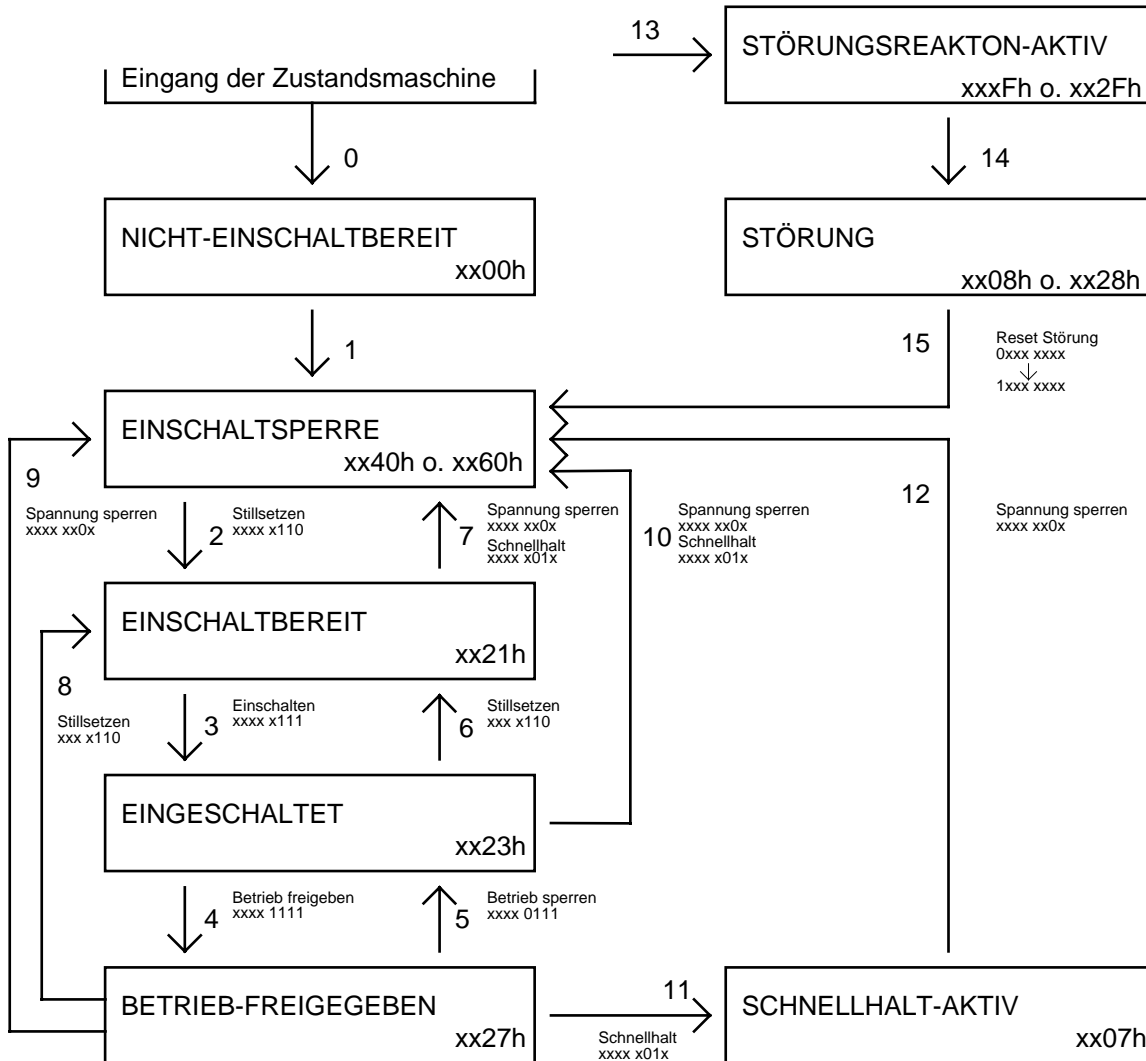 13
STÖRUNGSREAKTON-AKTIV
xxxFh o. xx2Fh
Eingang der Zustandsmaschine
0
14
NICHT-EINSCHALTBEREIT
xx00h
STÖRUNG
xx08h o. xx28h
1
15
Reset Störung
0xxx xxxx
1xxx xxxx
EINSCHALTSPERRE
xx40h o. xx60h
9
Spannung sperren
xxxx xx0x
2
Stillsetzen
xxxx x110
7
Spannung sperren
xxxx xx0x
Schnellhalt
xxxx x01x
10
Spannung sperren
xxxx xx0x
Schnellhalt
xxxx x01x
12
Spannung sperren
xxxx xx0x
EINSCHALTBEREIT
xx21h
8
Stillsetzen
xxx x110
3
Einschalten
xxxx x111
6
Stillsetzen
xxx x110
EINGESCHALTET
xx23h
4
Betrieb freigeben
xxxx 1111
5
Betrieb sperren
xxxx 0111
BETRIEB-FREIGEGEBEN
xx27h
11
Schnellhalt
xxxx x01x
SCHNELLHALT-AKTIV
xx07h